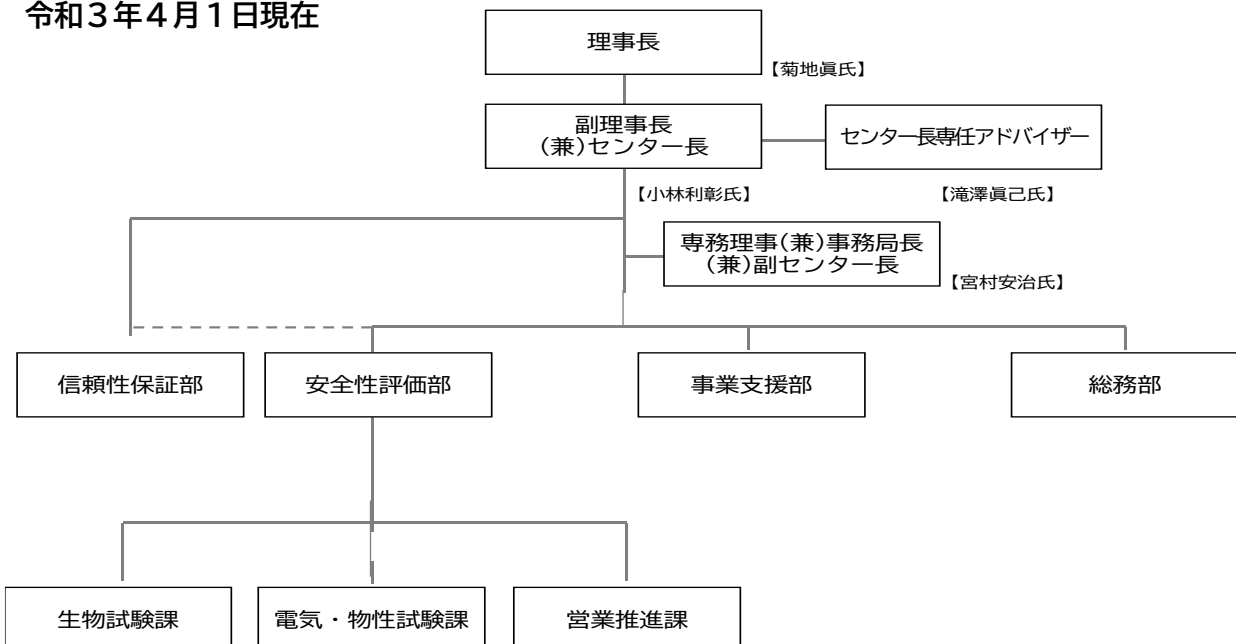 令和３年４月１日現在
理事長
【菊地眞氏】
副理事長
(兼)センター長
センター長専任アドバイザー
【小林利彰氏】
【滝澤眞己氏】
専務理事(兼)事務局長
(兼)副センター長
【宮村安治氏】
信頼性保証部
安全性評価部
事業支援部
総務部
生物試験課
電気・物性試験課
営業推進課